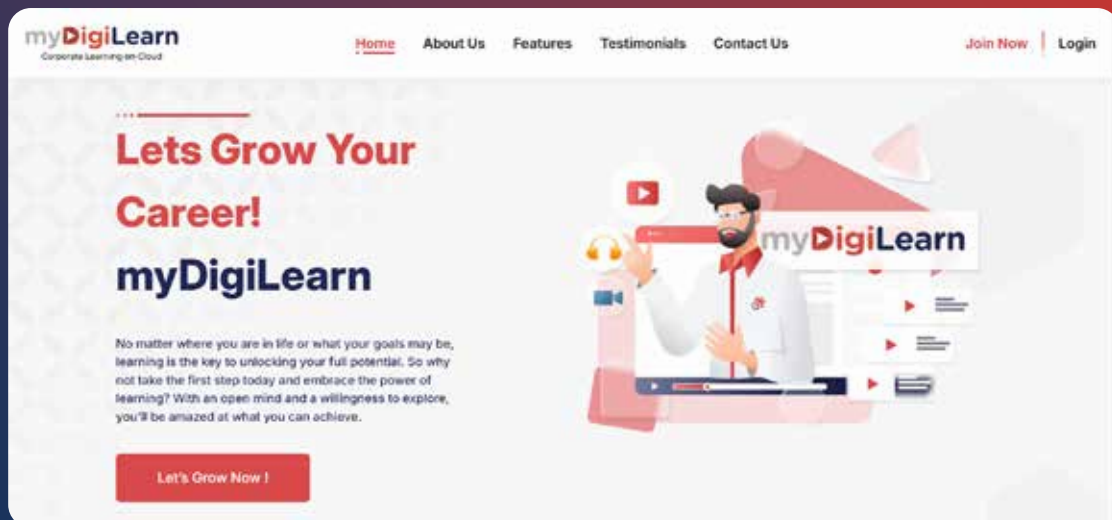 myDigiLearn
Corporate Learning on Cloud
Home About Us Features Testimonials Contact Us Join Now Login
Lets Grow Your
Career!
myDigiLearn
No matter where you are in life or what your goals may be,
learning is the key to unlocking your full potential. So why
not take the first step today and embrace the power of
learning? With an open mind and a willingness to explore,
you'll be amazed at what you can achieve.
Let's Grow Now !
myDigiLearn